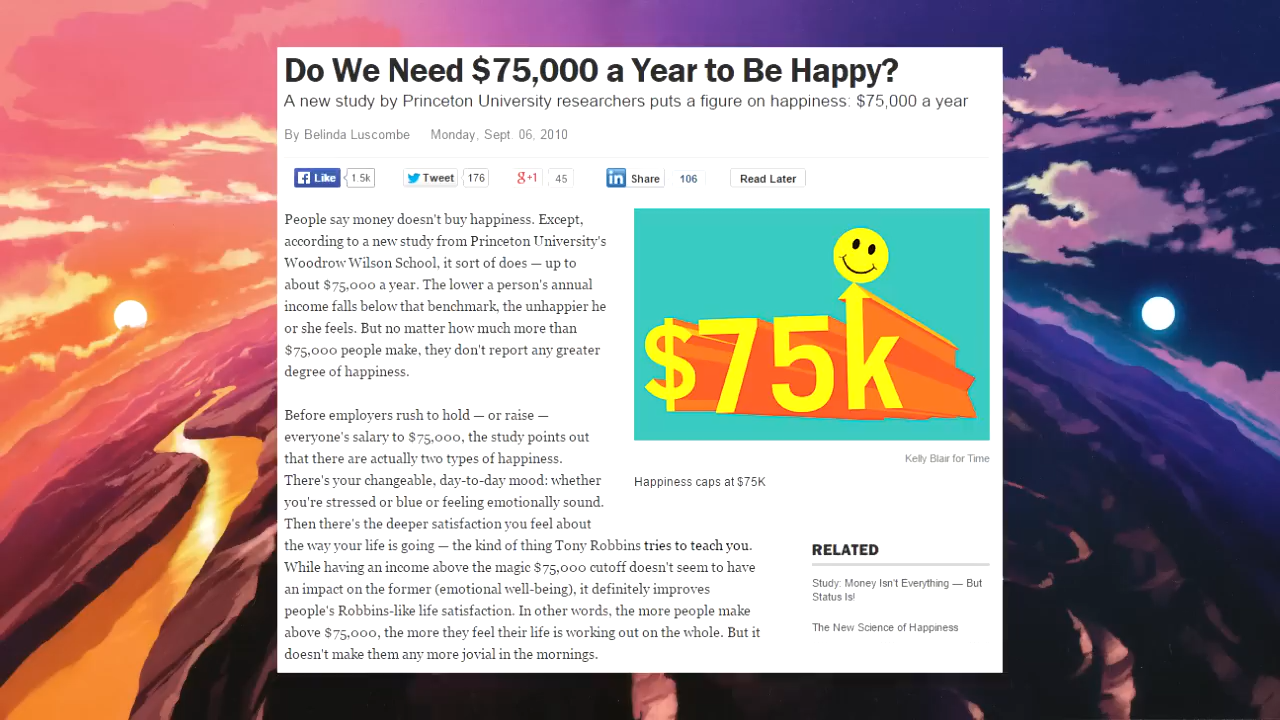 Do We Need $75,000 a Year to Be Happy?
A new study by Princeton University researchers puts a figure on happiness: $75,000 a year
By Belinda Luscombe Monday, Sept. 06, 2010
Like 1.5k Tweet 176 g+1 45 in Share 106 Read Later
People say money doesn't buy happiness. Except,
according to a new study from Princeton University's
Woodrow Wilson School, it sort of does — up to
about $75,000 a year. The lower a person's annual
income falls below that benchmark, the unhappier he
or she feels. But no matter how much more than
$75,000 people make, they don't report any greater
degree of happiness.
Before employers rush to hold — or raise —
everyone's salary to $75,000, the study points out
that there are actually two types of happiness.
There's your changeable, day-to-day mood: whether
you're stressed or blue or feeling emotionally sound.
Then there's the deeper satisfaction you feel about
the way your life is going — the kind of thing Tony Robbins tries to teach you.
While having an income above the magic $75,000 cutoff doesn't seem to have
an impact on the former (emotional well-being), it definitely improves
people's Robbins-like life satisfaction. In other words, the more people make
above $75,000, the more they feel their life is working out on the whole. But it
doesn't make them any more jovial in the mornings.
$75k
Kelly Blair for Time
Happiness caps at $75K
RELATED
Study: Money Isn't Everything — But
Status Is!
The New Science of Happiness